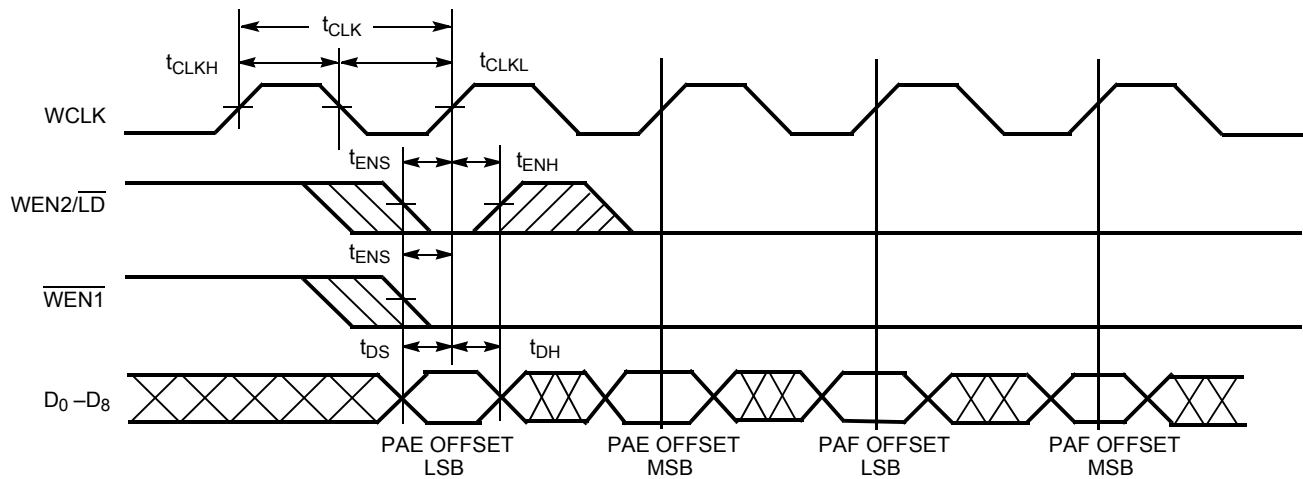 tCLK
tCLKH
tCLKL
WCLK
tENS
tENH
WEN2/LD
tENS
WEN1
tDS
tDH
D0 –D8
PAE OFFSET
LSB
PAE OFFSET
MSB
PAF OFFSET
LSB
PAF OFFSET
MSB